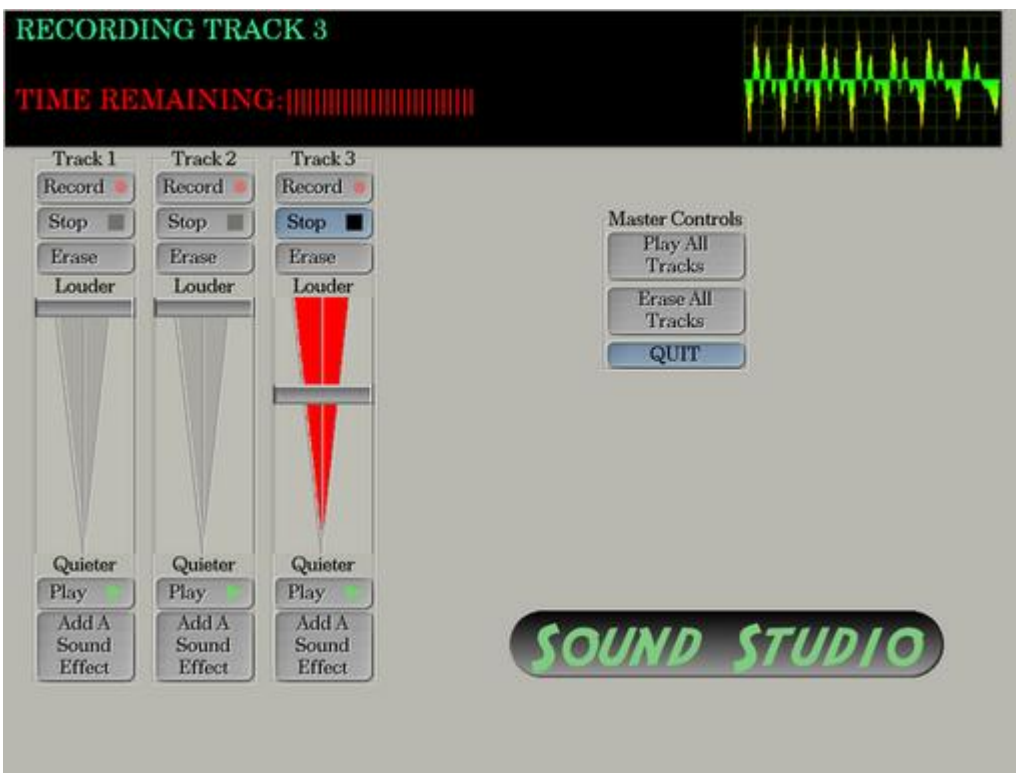 RECORDING TRACK 3
TIME REMAINING:||||||||||||||||||||||||||
Track 1
Record
Stop
Erase
Louder
Quieter
Play
Add A
Sound
Effect
Track 2
Record
Stop
Erase
Louder
Quieter
Play
Add A
Sound
Effect
Track 3
Record
Stop
Erase
Louder
Quieter
Play
Add A
Sound
Effect
Master Controls
Play All
Tracks
Erase All
Tracks
QUIT
SOUND STUDIO